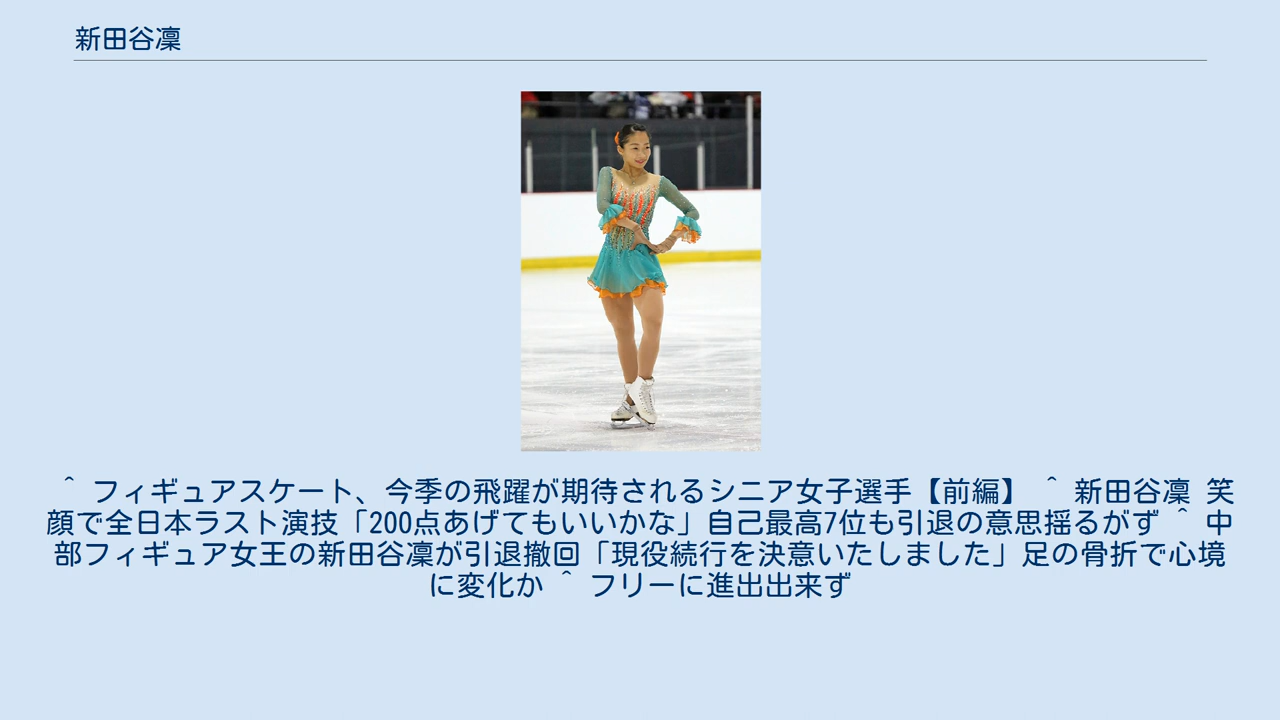 新田谷凜
＾ フィギュアスケート、今季の飛躍が期待されるシニア女子選手【前編】 ＾ 新田谷凜 笑
顔で全日本ラスト演技「200点あげてもいいかな」自己最高7位も引退の意思揺るがず ＾ 中
部フィギュア女王の新田谷凜が引退撤回「現役続行を決意いたしました」足の骨折で心境
に変化か ＾ フリーに進出出来ず